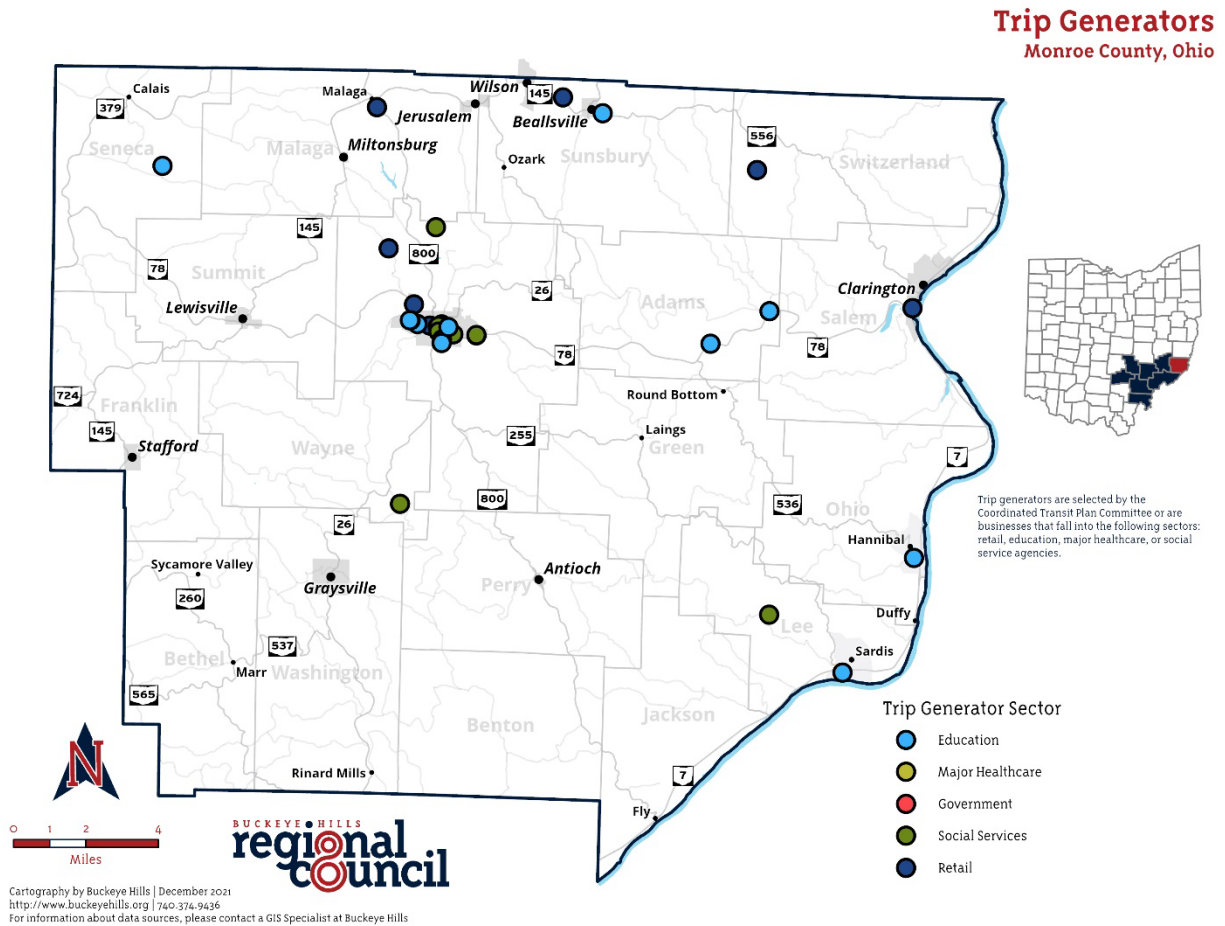 Trip Generators
Monroe County, Ohio
Calais
379
Malaga
Jerusalem
Wilson
145
Beallsville
556
Seneca
Malaga
Miltonsburg
Ozark
Sunsbury
Switzerland
145
800
78
Summit
26
Lewisville
Adams
Clarington
Salem
78
78
724
Franklin
145
Stafford
Round Bottom
Laings
Green
255
Wayne
7
800
536
Ohio
26
Hannibal
Trip generators are selected by the
Coordinated Transit Plan Committee or are
businesses that fall into the following sectors:
retail, education, major healthcare, or social
service agencies.
Sycamore Valley
260
Graysville
Antioch
Perry
Duffy
Lee
Sardis
537
Bethel
Marr
Washington
565
Benton
Jackson
Rinard Mills
7
Fly
Trip Generator Sector
Education
Major Healthcare
Government
Social Services
Retail
N
0 1 2 4
Miles
BUCKEYE HILLS
regional
council
Cartography by Buckeye Hills | December 2021
http://www.buckeyehills.org | 740.374.9436
For information about data sources, please contact a GIS Specialist at Buckeye Hills